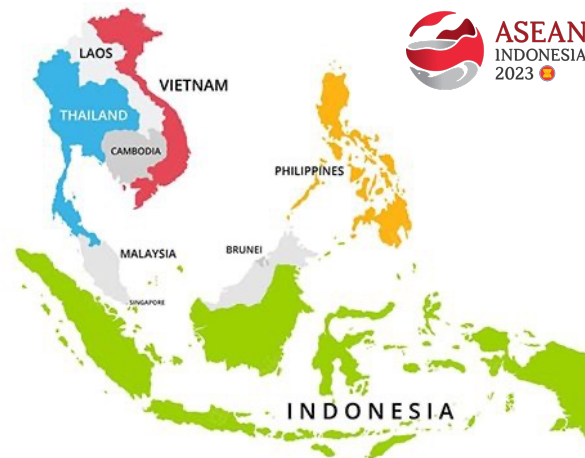 ASEAN
INDONESIA
2023
LAOS
VIETNAM
THAILAND
CAMBODIA
PHILIPPINES
MALAYSIA
BRUNEI
SINGAPORE
INDONESIA